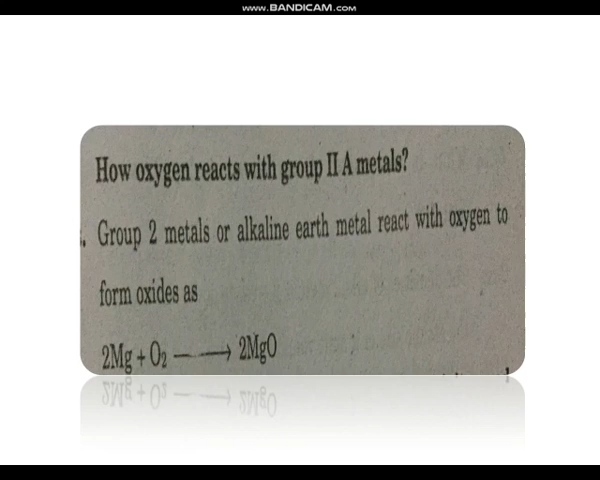 www.BANDICAM.com
How oxygen reacts with group II A metals?
Group 2 metals or alkaline earth metal react with oxygen to
form oxides as
2Mg + O₂ ⟶ 2MgO